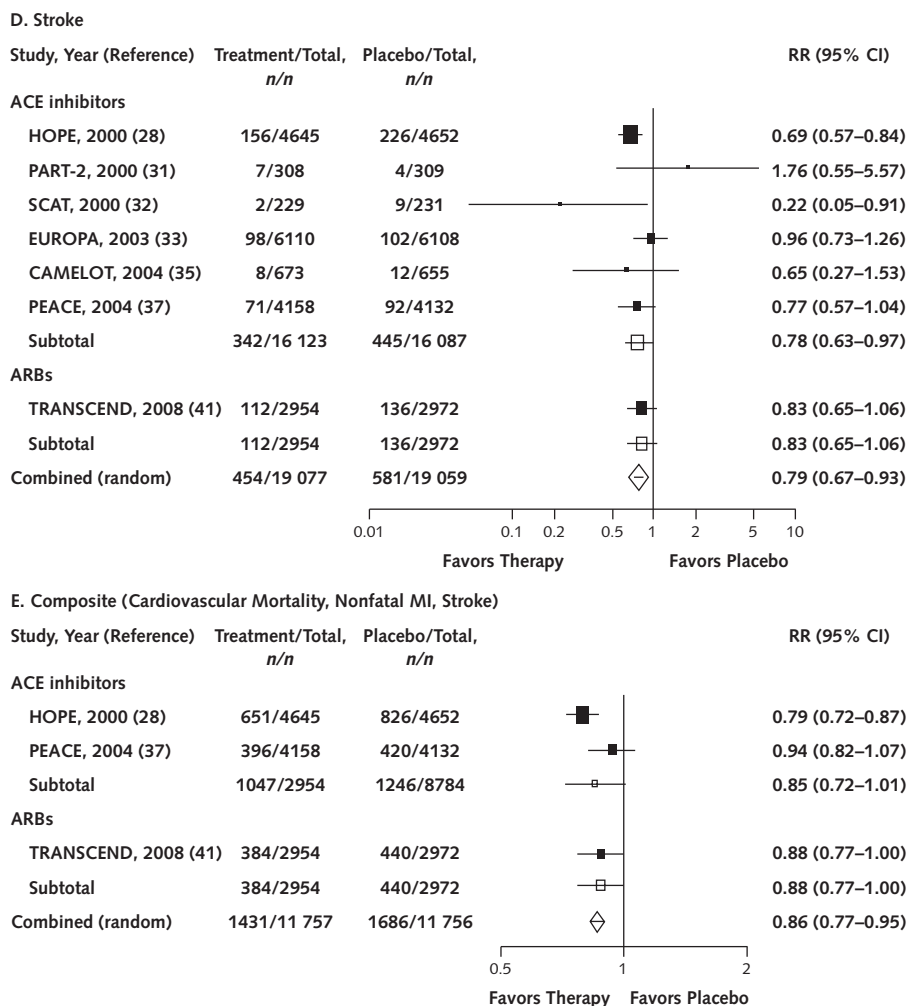 D. Stroke
Study, Year (Reference) Treatment/Total, Placebo/Total, RR (95% CI)
n/n n/n
ACE inhibitors
HOPE, 2000 (28) 156/4645 226/4652 0.69 (0.57–0.84)
PART-2, 2000 (31) 7/308 4/309 1.76 (0.55–5.57)
SCAT, 2000 (32) 2/229 9/231 0.22 (0.05–0.91)
EUROPA, 2003 (33) 98/6110 102/6108 0.96 (0.73–1.26)
CAMELOT, 2004 (35) 8/673 12/655 0.65 (0.27–1.53)
PEACE, 2004 (37) 71/4158 92/4132 0.77 (0.57–1.04)
Subtotal 342/16 123 445/16 087 0.78 (0.63–0.97)
ARBs
TRANSCEND, 2008 (41) 112/2954 136/2972 0.83 (0.65–1.06)
Subtotal 112/2954 136/2972 0.83 (0.65–1.06)
Combined (random) 454/19 077 581/19 059 0.79 (0.67–0.93)
0.01 0.1 0.2 0.5 1 2 5 10
Favors Therapy Favors Placebo
E. Composite (Cardiovascular Mortality, Nonfatal MI, Stroke)
Study, Year (Reference) Treatment/Total, Placebo/Total, RR (95% CI)
n/n n/n
ACE inhibitors
HOPE, 2000 (28) 651/4645 826/4652 0.79 (0.72–0.87)
PEACE, 2004 (37) 396/4158 420/4132 0.94 (0.82–1.07)
Subtotal 1047/2954 1246/8784 0.85 (0.72–1.01)
ARBs
TRANSCEND, 2008 (41) 384/2954 440/2972 0.88 (0.77–1.00)
Subtotal 384/2954 440/2972 0.88 (0.77–1.00)
Combined (random) 1431/11 757 1686/11 756 0.86 (0.77–0.95)
0.5 1 2
Favors Therapy Favors Placebo